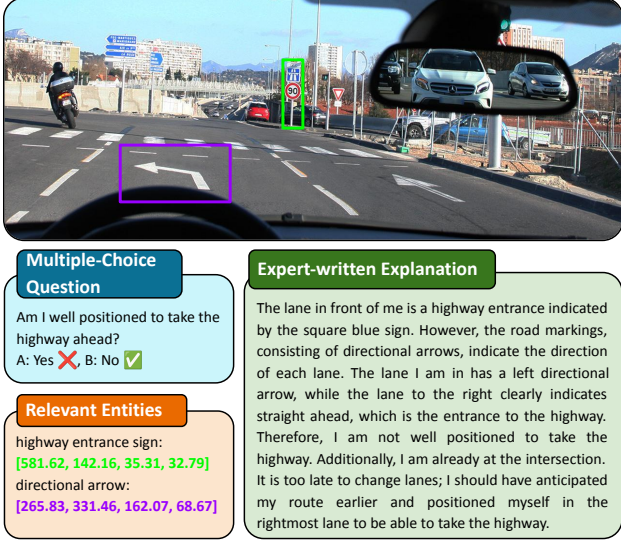 90
Multiple-Choice
Question
Am I well positioned to take the
highway ahead?
A: Yes ❌, B: No ✅
Relevant Entities
highway entrance sign:
[581.62, 142.16, 35.31, 32.79]
directional arrow:
[265.83, 331.46, 162.07, 68.67]
Expert-written Explanation
The lane in front of me is a highway entrance indicated
by the square blue sign. However, the road markings,
consisting of directional arrows, indicate the direction
of each lane. The lane I am in has a left directional
arrow, while the lane to the right clearly indicates
straight ahead, which is the entrance to the highway.
Therefore, I am not well positioned to take the
highway. Additionally, I am already at the intersection.
It is too late to change lanes; I should have anticipated
my route earlier and positioned myself in the
rightmost lane to be able to take the highway.